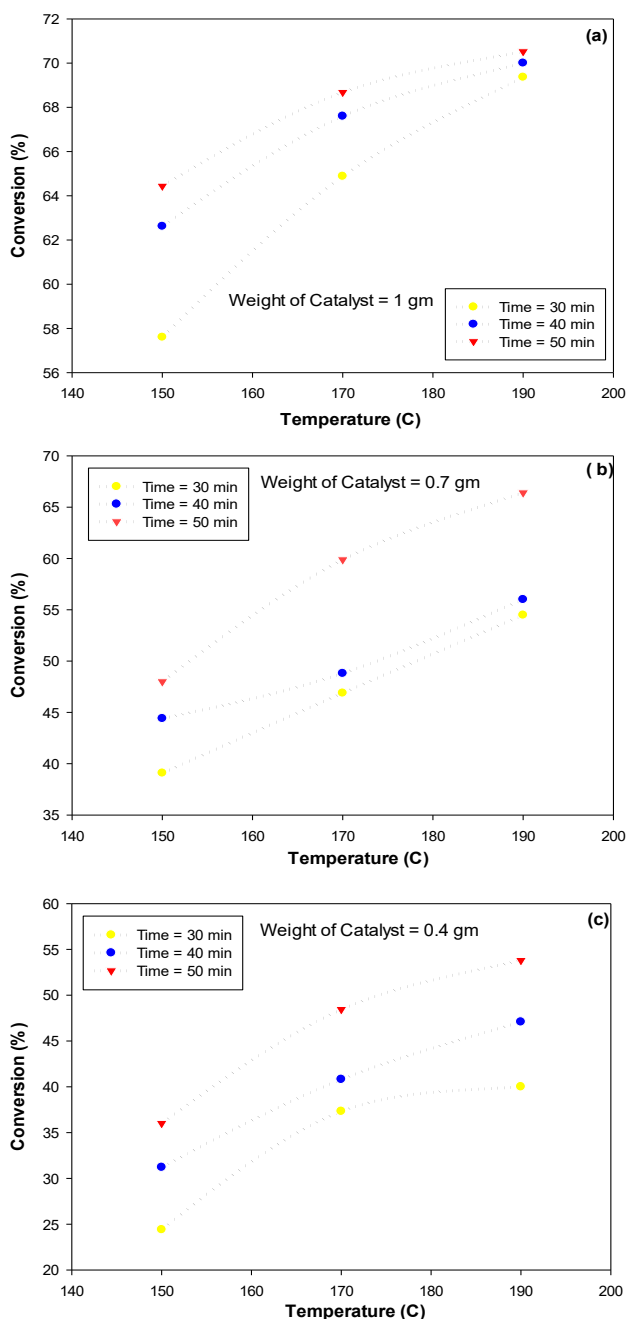 72
(a)
70
68
66
64
62
60
58
56
Conversion (%)
Weight of Catalyst = 1 gm
Time = 30 min
Time = 40 min
Time = 50 min
140 150 160 170 180 190 200
Temperature (C)
70
( b)
65
60
55
50
45
40
35
Conversion (%)
Time = 30 min
Time = 40 min
Time = 50 min
Weight of Catalyst = 0.7 gm
140 150 160 170 180 190 200
Temperature (C)
60
(c)
55
50
45
40
35
30
25
20
Conversion (%)
Time = 30 min
Time = 40 min
Time = 50 min
Weight of Catalyst = 0.4 gm
140 150 160 170 180 190 200
Temperature (C)